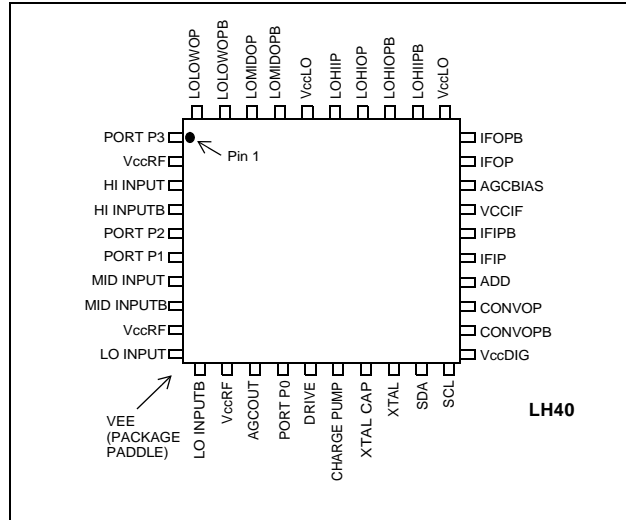 LOLOWOP
LOLOWOPB
LOMIDOP
LOMIDOPB
VccLO
LOHIIP
LOHIOP
LOHIOPB
LOHIIPB
VccLO
PORT P3
VccRF
HI INPUT
HI INPUTB
PORT P2
PORT P1
MID INPUT
MID INPUTB
VccRF
LO INPUT
Pin 1
IFOPB
IFOP
AGCBIAS
VCCIF
IFIPB
IFIP
ADD
CONVOP
CONVOPB
VccDIG
VEE
(PACKAGE
PADDLE)
LO INPUTB
VccRF
AGCOUT
PORT P0
DRIVE
CHARGE PUMP
XTAL CAP
XTAL
SDA
SCL
LH40